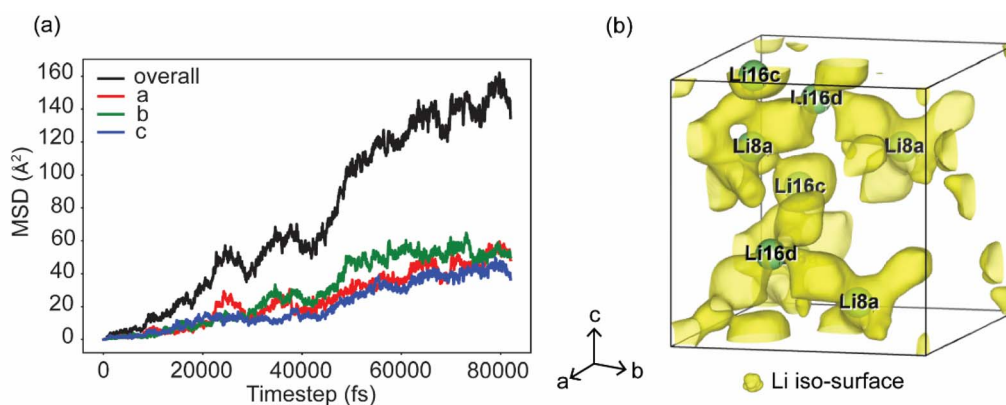 (a)
MSD (Å²)
160
140
120
100
80
60
40
20
0
overall
a
b
c
0
20000
40000
60000
80000
Timestep (fs)
c
a
b
(b)
Li16c
Li16d
Li8a
Li8a
Li16c
Li16d
Li8a
Li iso-surface